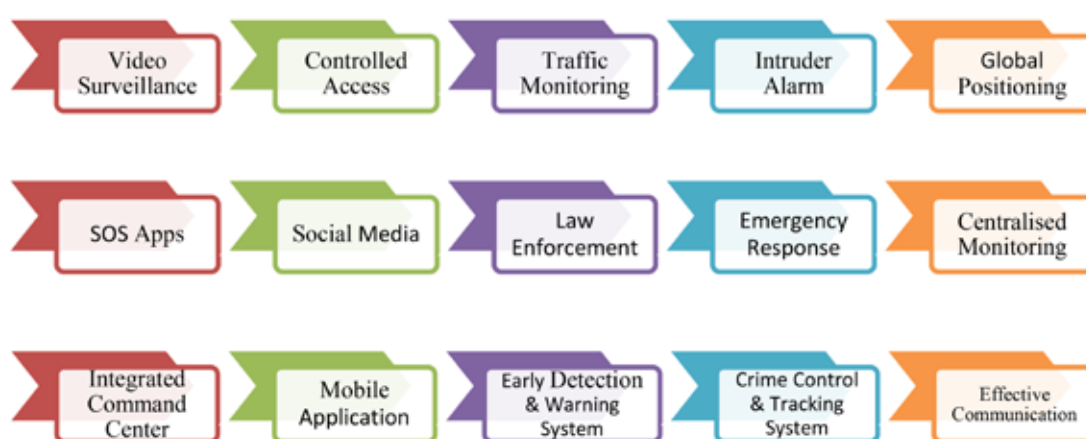 Video
Surveillance
Controlled
Access
Traffic
Monitoring
Intruder
Alarm
Global
Positioning
SOS Apps
Social Media
Law
Enforcement
Emergency
Response
Centralised
Monitoring
Integrated
Command
Center
Mobile
Application
Early Detection
& Warning
System
Crime Control
& Tracking
System
Effective
Communication